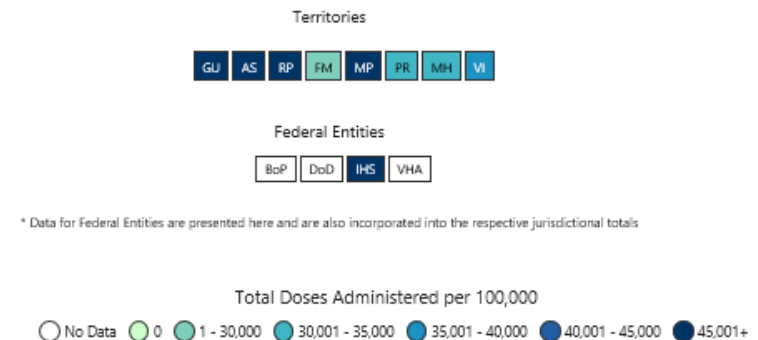 Territories
GU AS RP FM MP PR MH VI
Federal Entities
BoP DoD IHS VHA
* Data for Federal Entities are presented here and are also incorporated into the respective jurisdictional totals
Total Doses Administered per 100,000
No Data 0 1 - 30,000 30,001 - 35,000 35,001 - 40,000 40,001 - 45,000 45,001+